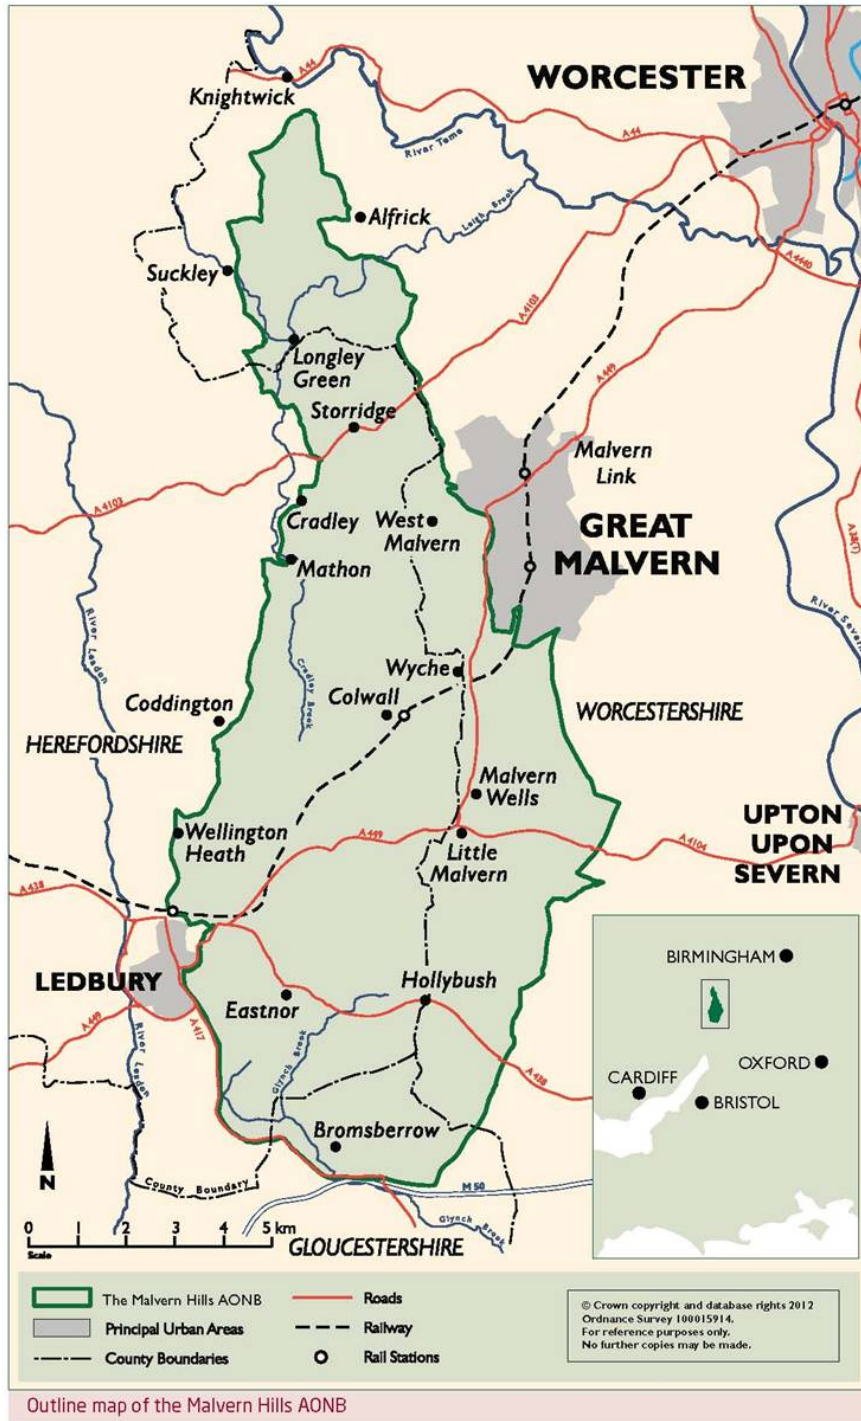 A44
Knightwick
WORCESTER
River Teme
A44
Alfrick
Leigh Brook
Suckley
A4440
A4103
Longley
Green
A449
Storridge
Malvern
Link
A4103
Cradley
West
Malvern
GREAT
MALVERN
A38(T)
Mathon
River Severn
River Leadon
Wyche
Cradley
Brook
Colwall
Coddington
WORCESTERSHIRE
HEREFORDSHIRE
Malvern
Wells
UPTON
UPON
SEVERN
Wellington
Heath
A449
A4104
Little
Malvern
A438
BIRMINGHAM
LEDBURY
Hollybush
Eastnor
A449
A417
River Leadon
Glynch Brook
OXFORD
A438
CARDIFF
BRISTOL
Bromsberrow
N
County Boundary
M50
Glynch Brook
0 1 2 3 4 5 km
Scale
GLOUCESTERSHIRE
The Malvern Hills AONB
Principal Urban Areas
County Boundaries
Roads
Railway
Rail Stations
© Crown copyright and database rights 2012
Ordnance Survey 100015914.
For reference purposes only.
No further copies may be made.
Outline map of the Malvern Hills AONB